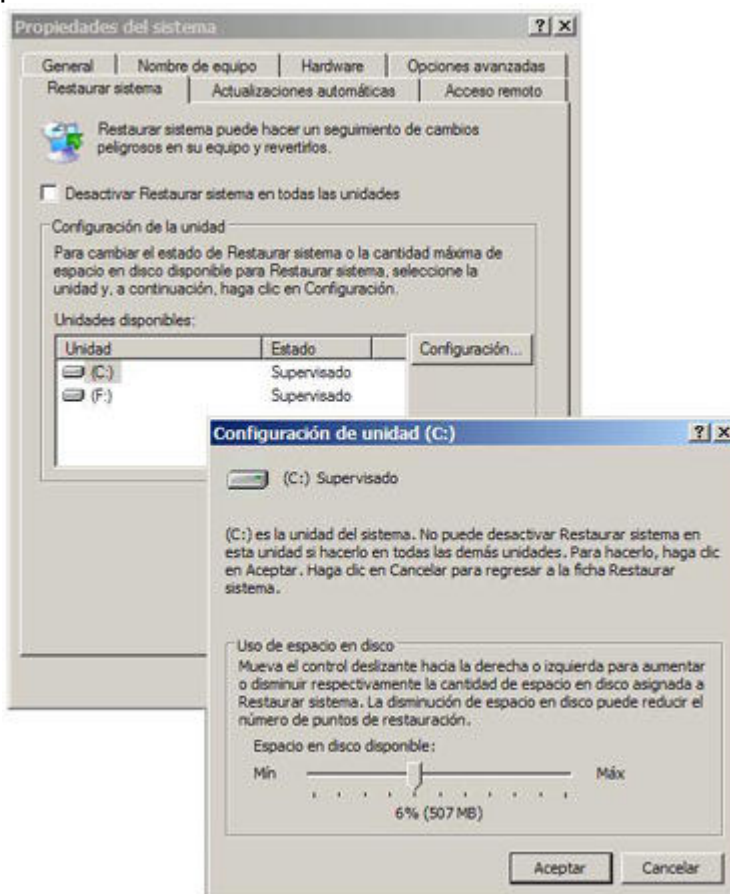 Propiedades del sistema
General Nombre de equipo Hardware Opciones avanzadas
Restaurar sistema Actualizaciones automáticas Acceso remoto
Restaurar sistema puede hacer un seguimiento de cambios
peligrosos en su equipo y revertirlos.
Desactivar Restaurar sistema en todas las unidades
Configuración de la unidad
Para cambiar el estado de Restaurar sistema o la cantidad máxima de
espacio en disco disponible para Restaurar sistema, seleccione la
unidad y, a continuación, haga clic en Configuración.
Unidades disponibles:
Unidad Estado
(C:) Supervisado
(F:) Supervisado
Configuración...
Configuración de unidad (C:)
(C:) Supervisado
(C:) es la unidad del sistema. No puede desactivar Restaurar sistema en
esta unidad si hacerlo en todas las demás unidades. Para hacerlo, haga clic
en Aceptar. Haga clic en Cancelar para regresar a la ficha Restaurar
sistema.
Uso de espacio en disco
Mueva el control deslizante hacia la derecha o izquierda para aumentar
o disminuir respectivamente la cantidad de espacio en disco asignada a
Restaurar sistema. La disminución de espacio en disco puede reducir el
número de puntos de restauración.
Espacio en disco disponible:
Mín Máx
6% (507 MB)
Aceptar Cancelar